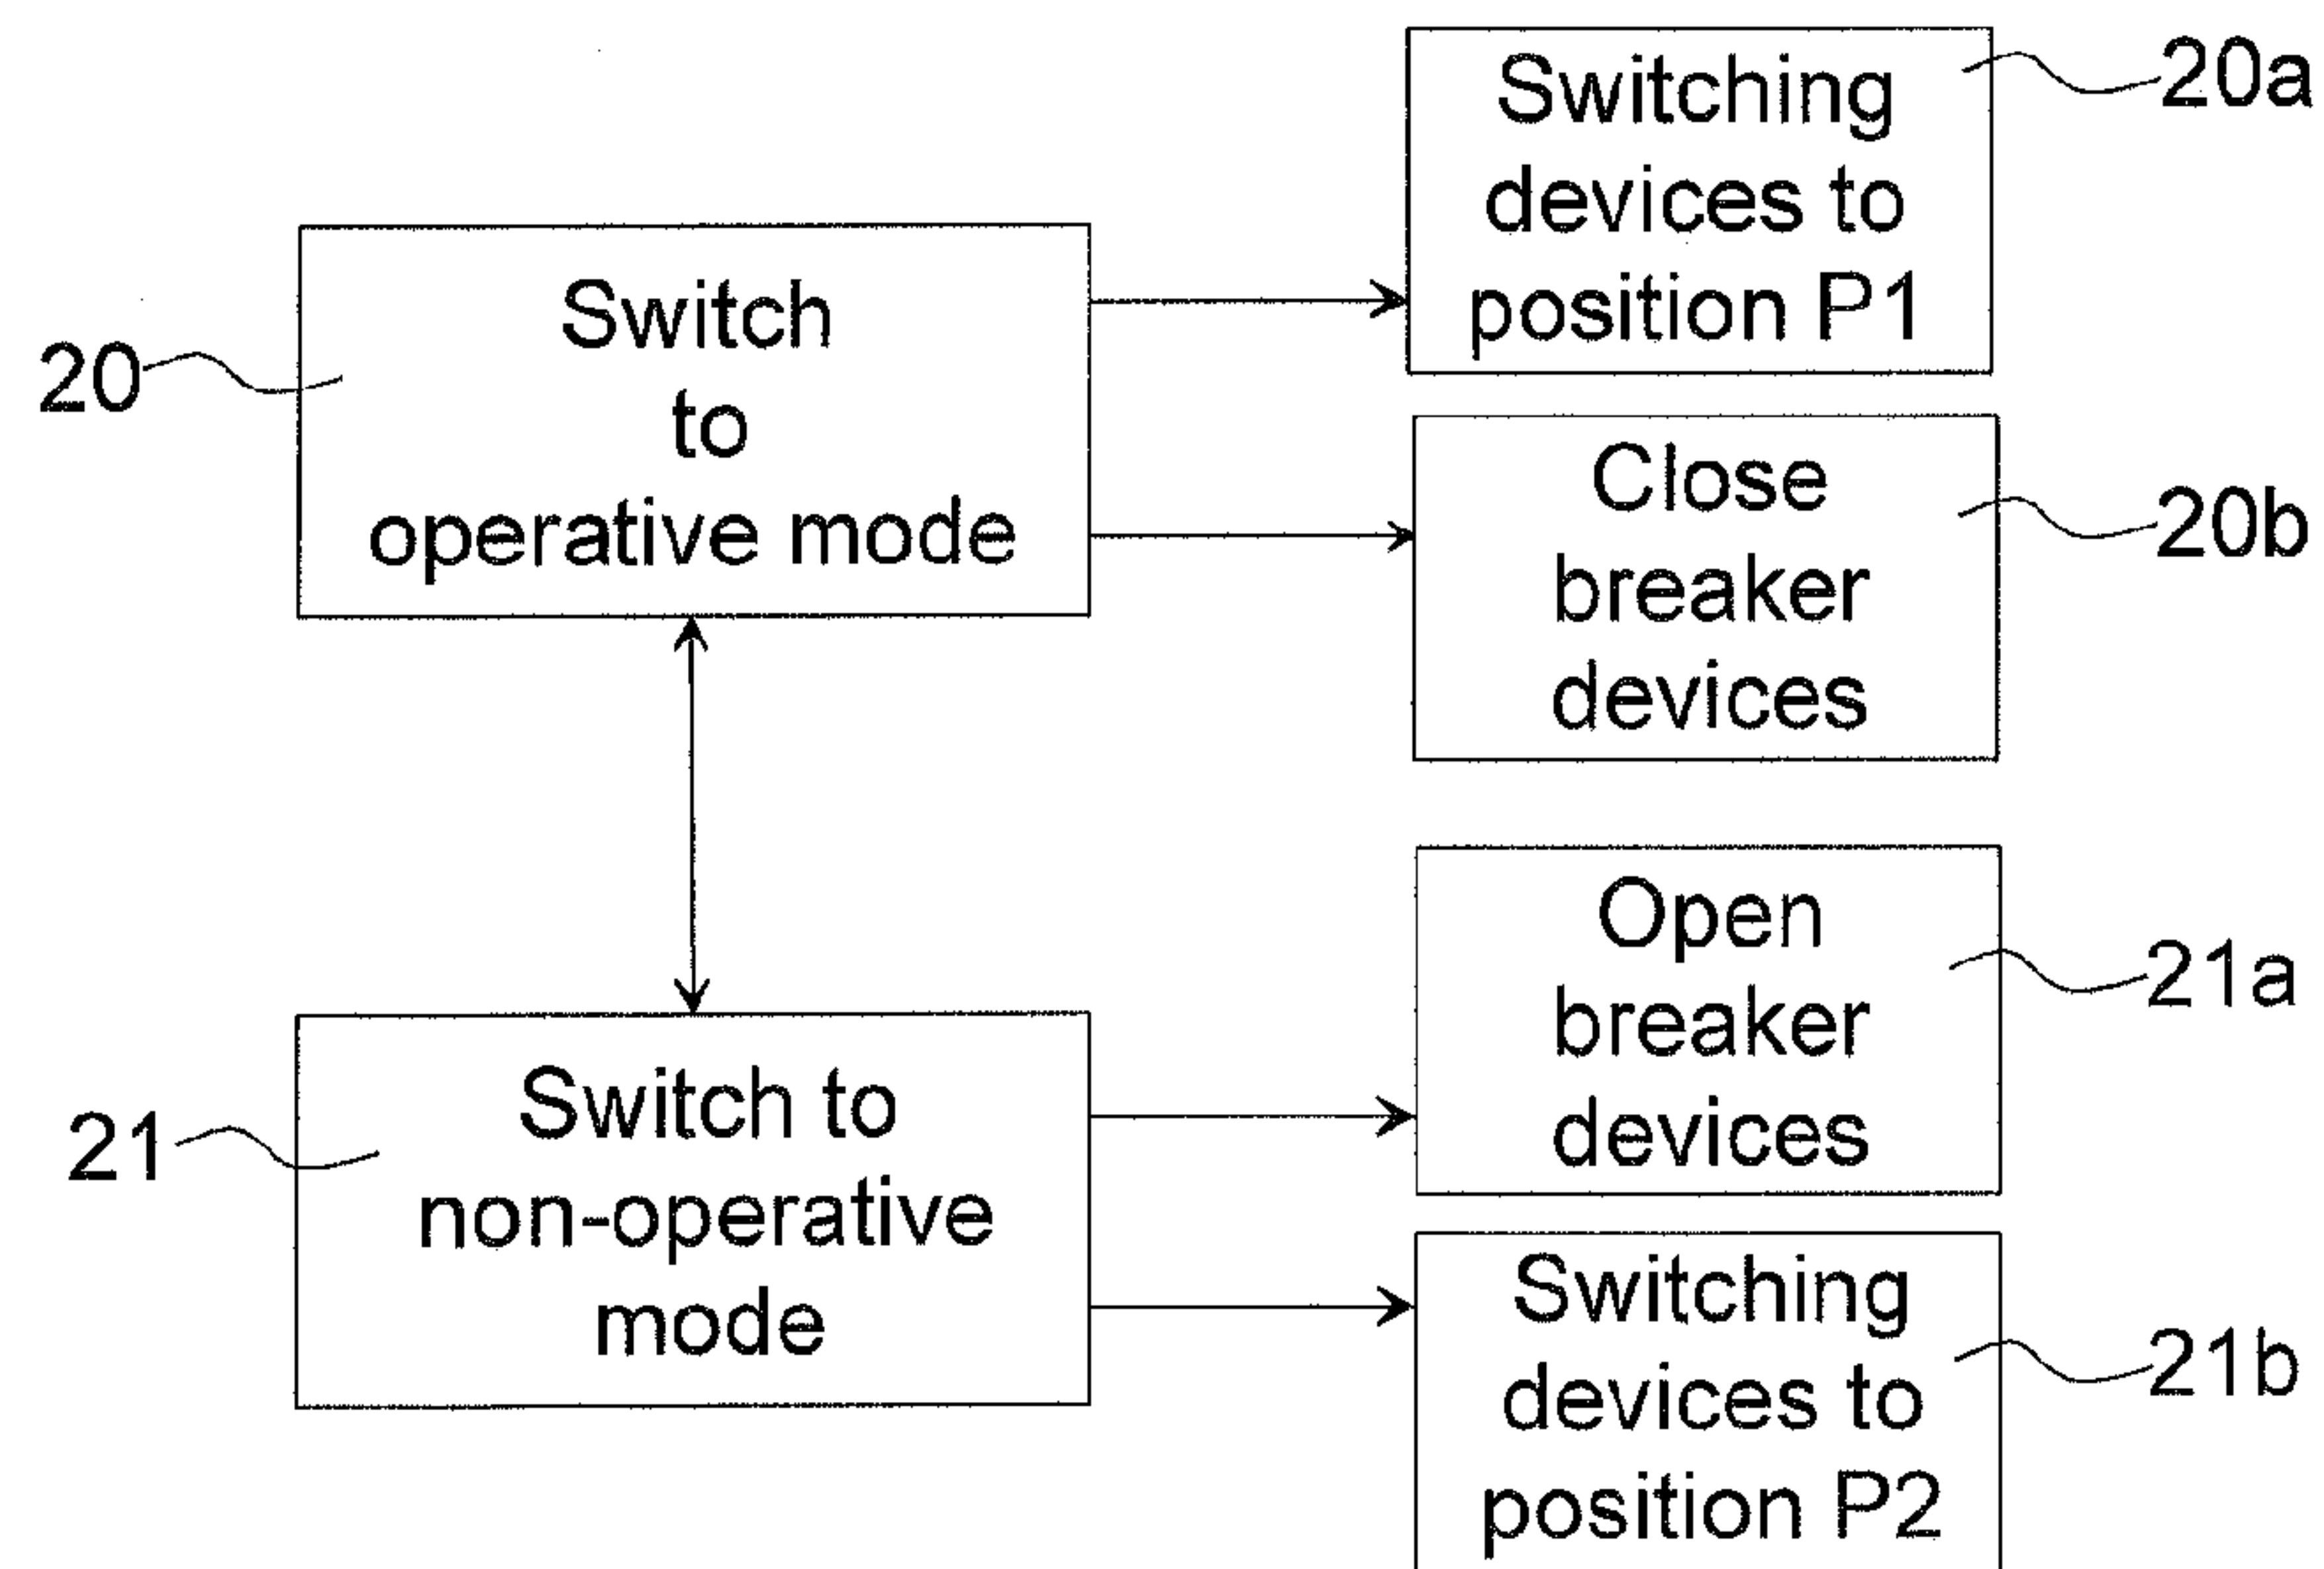 Switching
devices to
position P1
20a
Switch
to
operative mode
20
Close
breaker
devices
20b
Open
breaker
devices
21a
Switch to
non-operative
mode
21
Switching
devices to
position P2
21b